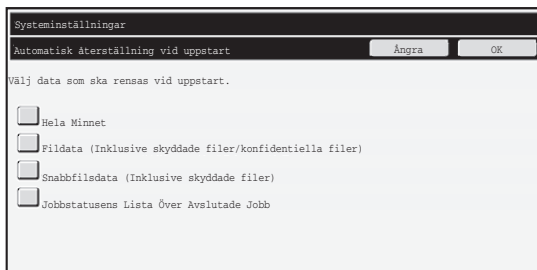 Systeminställningar
Automatisk återställning vid uppstart Ångra OK
Välj data som ska rensas vid uppstart.
Hela Minnet
Fildata (Inklusive skyddade filer/konfidentiella filer)
Snabbfilsdata (Inklusive skyddade filer)
Jobbstatusens Lista Över Avslutade Jobb